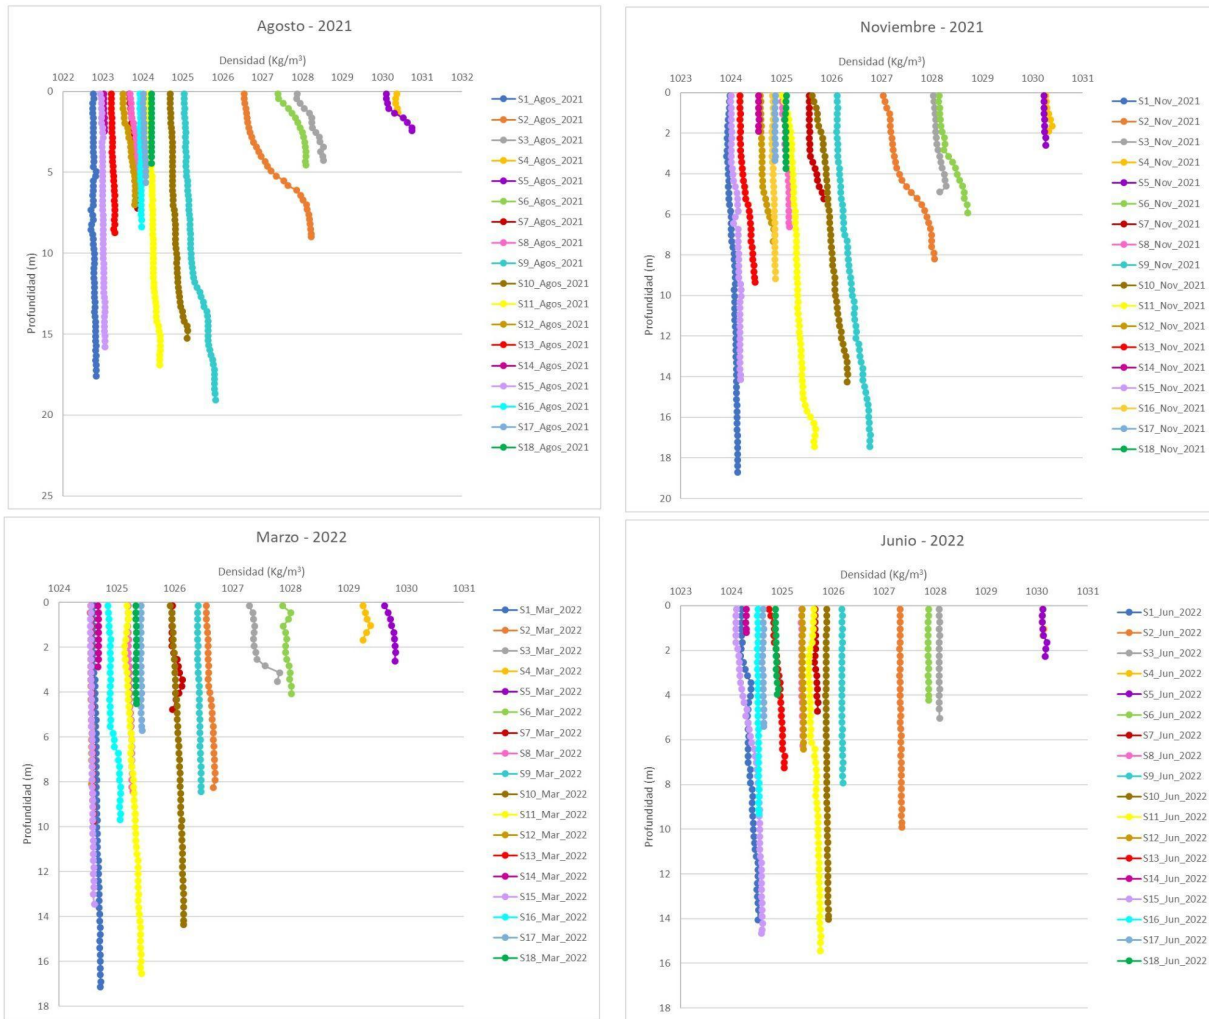 Agosto - 2021
Densidad (Kg/m³)
1022 1023 1024 1025 1026 1027 1028 1029 1030 1031 1032
0
5
10
15
20
25
Profundidad (m)
S1_Agos_2021
S2_Agos_2021
S3_Agos_2021
S4_Agos_2021
S5_Agos_2021
S6_Agos_2021
S7_Agos_2021
S8_Agos_2021
S9_Agos_2021
S10_Agos_2021
S11_Agos_2021
S12_Agos_2021
S13_Agos_2021
S14_Agos_2021
S15_Agos_2021
S16_Agos_2021
S17_Agos_2021
S18_Agos_2021
Noviembre - 2021
Densidad (Kg/m³)
1023 1024 1025 1026 1027 1028 1029 1030 1031
0
2
4
6
8
10
12
14
16
18
20
Profundidad (m)
S1_Nov_2021
S2_Nov_2021
S3_Nov_2021
S4_Nov_2021
S5_Nov_2021
S6_Nov_2021
S7_Nov_2021
S8_Nov_2021
S9_Nov_2021
S10_Nov_2021
S11_Nov_2021
S12_Nov_2021
S13_Nov_2021
S14_Nov_2021
S15_Nov_2021
S16_Nov_2021
S17_Nov_2021
S18_Nov_2021
Marzo - 2022
Densidad (Kg/m³)
1024 1025 1026 1027 1028 1029 1030 1031
0
2
4
6
8
10
12
14
16
18
Profundidad (m)
S1_Mar_2022
S2_Mar_2022
S3_Mar_2022
S4_Mar_2022
S5_Mar_2022
S6_Mar_2022
S7_Mar_2022
S8_Mar_2022
S9_Mar_2022
S10_Mar_2022
S11_Mar_2022
S12_Mar_2022
S13_Mar_2022
S14_Mar_2022
S15_Mar_2022
S16_Mar_2022
S17_Mar_2022
S18_Mar_2022
Junio - 2022
Densidad (Kg/m³)
1023 1024 1025 1026 1027 1028 1029 1030 1031
0
2
4
6
8
10
12
14
16
18
Profundidad (m)
S1_Jun_2022
S2_Jun_2022
S3_Jun_2022
S4_Jun_2022
S5_Jun_2022
S6_Jun_2022
S7_Jun_2022
S8_Jun_2022
S9_Jun_2022
S10_Jun_2022
S11_Jun_2022
S12_Jun_2022
S13_Jun_2022
S14_Jun_2022
S15_Jun_2022
S16_Jun_2022
S17_Jun_2022
S18_Jun_2022